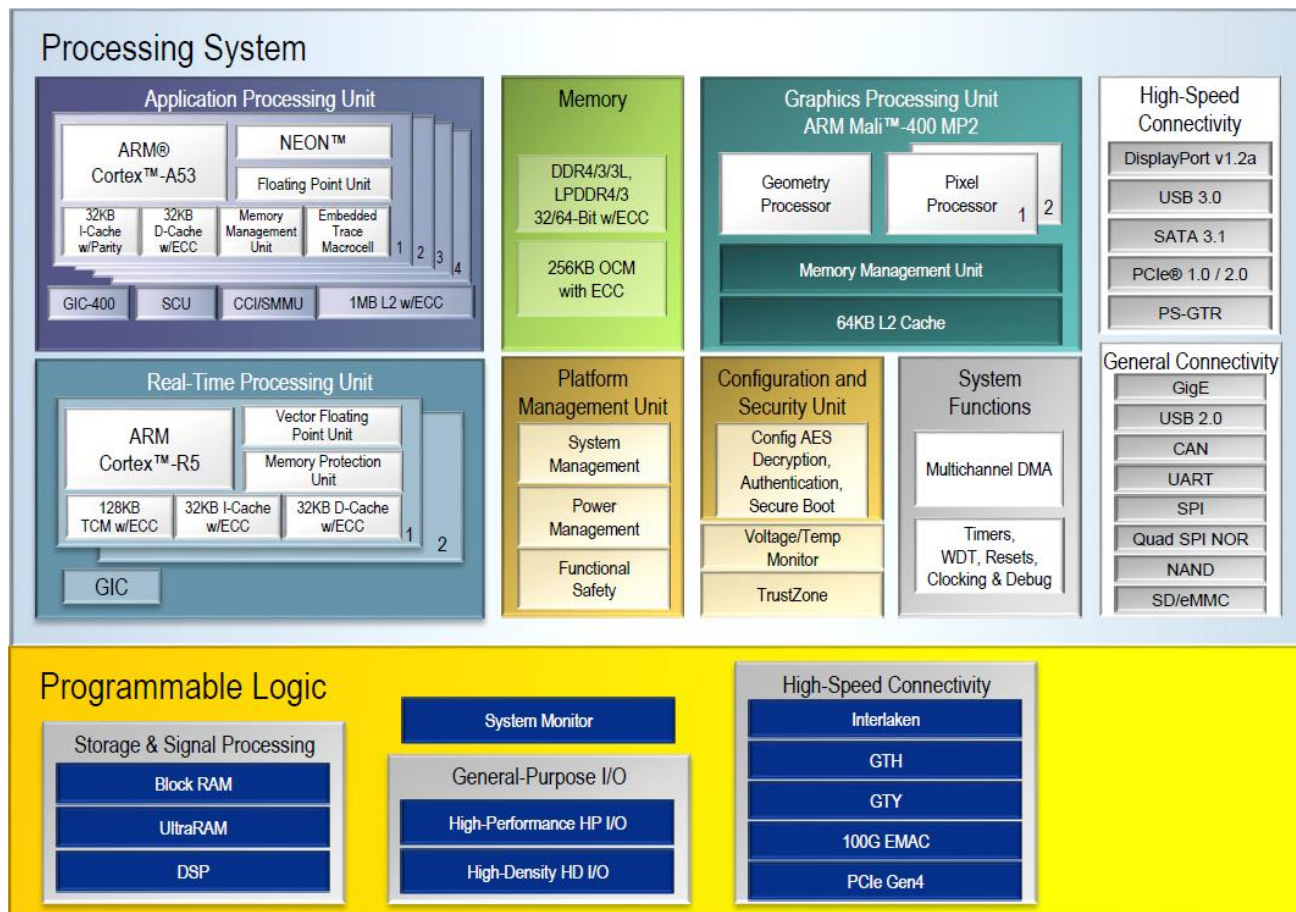 Processing System
Application Processing Unit
ARM®
Cortex™-A53
NEON™
Floating Point Unit
32KB
I-Cache
w/Parity
32KB
D-Cache
w/ECC
Memory
Management
Unit
Embedded
Trace
Macrocell
1
2
3
4
GIC-400
SCU
CCI/SMMU
1MB L2 w/ECC
Memory
DDR4/3/3L,
LPDDR4/3
32/64-Bit w/ECC
256KB OCM
with ECC
Graphics Processing Unit
ARM Mali™-400 MP2
Geometry
Processor
Pixel
Processor
1
2
Memory Management Unit
64KB L2 Cache
High-Speed
Connectivity
DisplayPort v1.2a
USB 3.0
SATA 3.1
PCIe® 1.0 / 2.0
PS-GTR
Real-Time Processing Unit
ARM
Cortex™-R5
Vector Floating
Point Unit
Memory Protection
Unit
128KB
TCM w/ECC
32KB I-Cache
w/ECC
32KB D-Cache
w/ECC
1
2
GIC
Platform
Management Unit
System
Management
Power
Management
Functional
Safety
Configuration and
Security Unit
Config AES
Decryption,
Authentication,
Secure Boot
Voltage/Temp
Monitor
TrustZone
System
Functions
Multichannel DMA
Timers,
WDT, Resets,
Clocking & Debug
General Connectivity
GigE
USB 2.0
CAN
UART
SPI
Quad SPI NOR
NAND
SD/eMMC
Programmable Logic
Storage & Signal Processing
Block RAM
UltraRAM
DSP
System Monitor
General-Purpose I/O
High-Performance HP I/O
High-Density HD I/O
High-Speed Connectivity
Interlaken
GTH
GTY
100G EMAC
PCIe Gen4